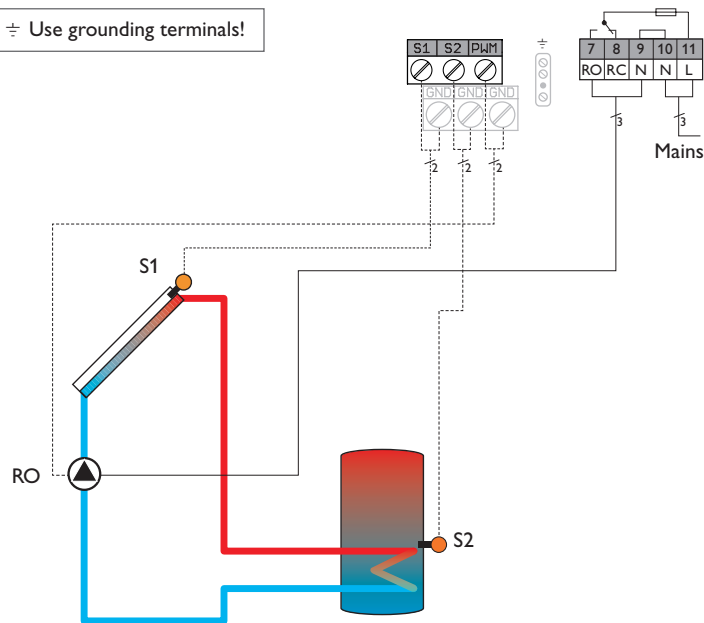 ⏚ Use grounding terminals!
S1 S2 PWM
GND GND GND
⏚
7 8 9 10 11
RO RC N N L
2 2 2
3 3
Mains
S1
RO
S2